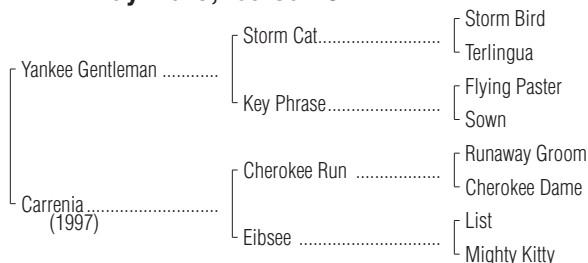 Storm Bird
Storm Cat
Terlingua
Yankee Gentleman
Flying Paster
Key Phrase
Sown
Runaway Groom
Cherokee Run
Cherokee Dame
Carrenia
(1997)
List
Eibsee
Mighty Kitty